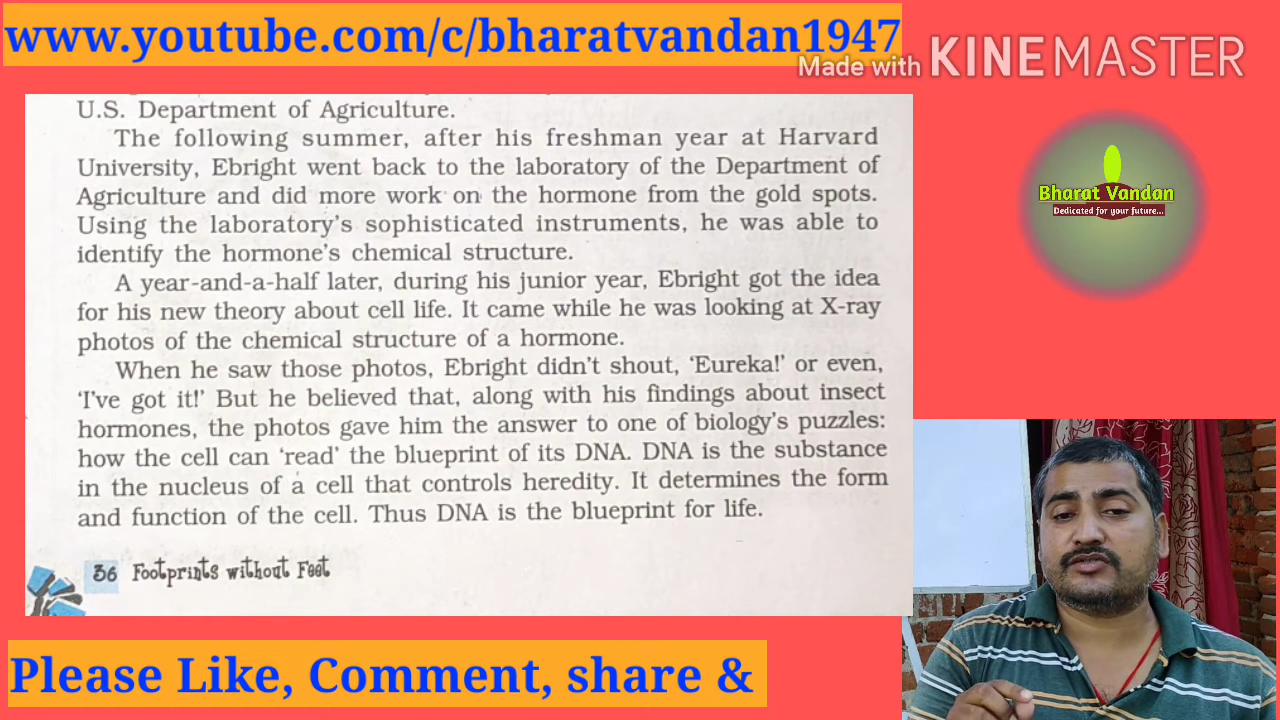 www.youtube.com/c/bharatvandan1947
Made with KINEMASTER
U.S. Department of Agriculture.
The following summer, after his freshman year at Harvard
University, Ebright went back to the laboratory of the Department of
Agriculture and did more work on the hormone from the gold spots.
Using the laboratory's sophisticated instruments, he was able to
identify the hormone's chemical structure.
A year-and-a-half later, during his junior year, Ebright got the idea
for his new theory about cell life. It came while he was looking at X-ray
photos of the chemical structure of a hormone.
When he saw those photos, Ebright didn't shout, 'Eureka!' or even,
'I've got it!' But he believed that, along with his findings about insect
hormones, the photos gave him the answer to one of biology's puzzles:
how the cell can 'read' the blueprint of its DNA. DNA is the substance
in the nucleus of a cell that controls heredity. It determines the form
and function of the cell. Thus DNA is the blueprint for life.
36 Footprints without Feet
Bharat Vandan
Dedicated for your future...
Please Like, Comment, share &